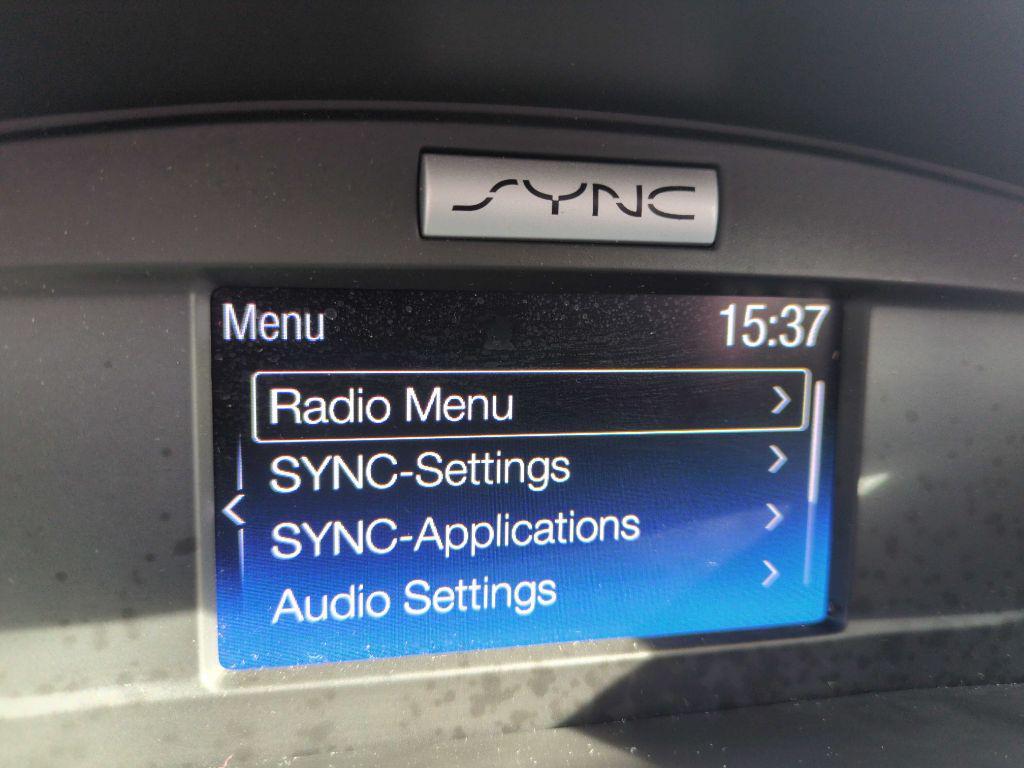 SYNC
Menu 15:37
Radio Menu
SYNC-Settings
SYNC-Applications
Audio Settings